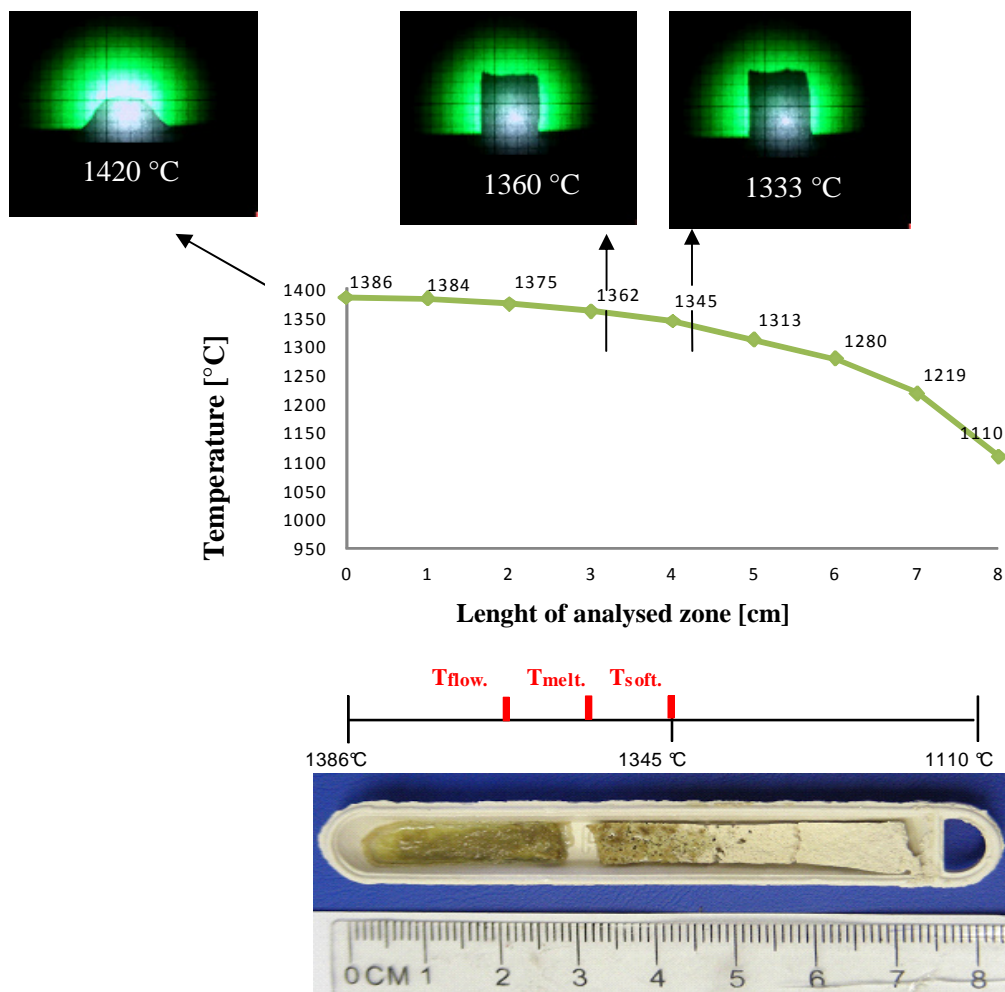 1420 °C
1360 °C
1333 °C
1386
1384
1375
1362
1345
1313
1280
1219
1110
1400
1350
1300
1250
1200
1150
1100
1050
1000
950
Temperature [°C]
0 1 2 3 4 5 6 7 8
Lenght of analysed zone [cm]
Tflow. Tmelt. Tsoft.
1386°C 1345 °C 1110 °C
0 CM 1 2 3 4 5 6 7 8